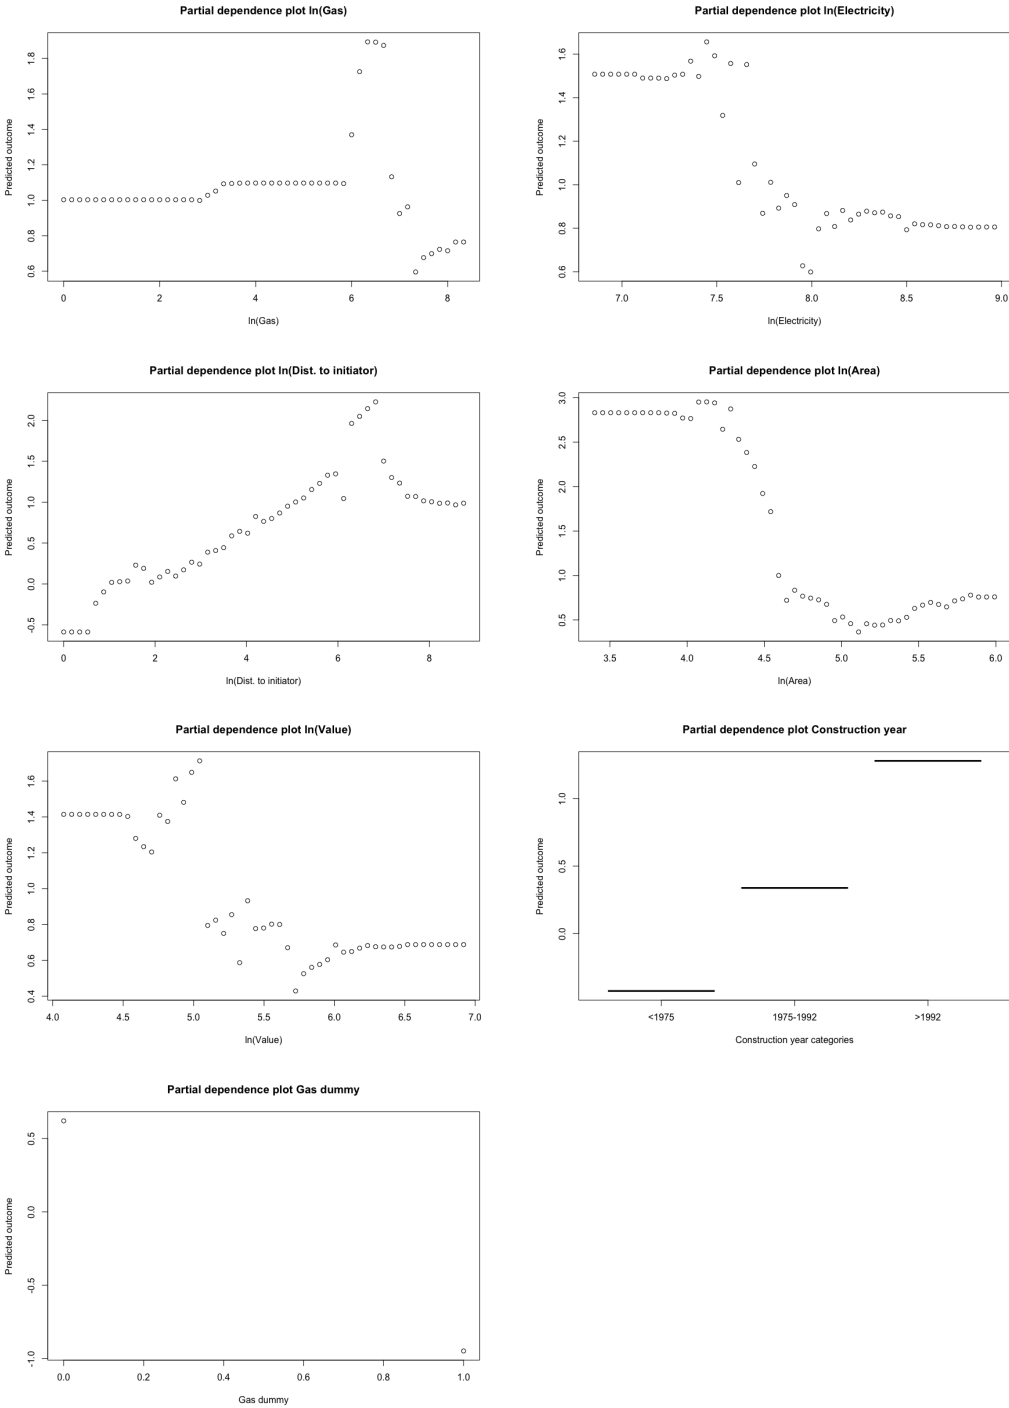 Partial dependence plot ln(Gas)
Predicted outcome
0.6 0.8 1.0 1.2 1.4 1.6 1.8
0 2 4 6 8
ln(Gas)
Partial dependence plot ln(Electricity)
Predicted outcome
0.6 0.8 1.0 1.2 1.4 1.6
7.0 7.5 8.0 8.5 9.0
ln(Electricity)
Partial dependence plot ln(Dist. to initiator)
Predicted outcome
-0.5 0.0 0.5 1.0 1.5 2.0
0 2 4 6 8
ln(Dist. to initiator)
Partial dependence plot ln(Area)
Predicted outcome
0.5 1.0 1.5 2.0 2.5 3.0
3.5 4.0 4.5 5.0 5.5 6.0
ln(Area)
Partial dependence plot ln(Value)
Predicted outcome
0.4 0.6 0.8 1.0 1.2 1.4 1.6
4.0 4.5 5.0 5.5 6.0 6.5 7.0
ln(Value)
Partial dependence plot Construction year
Predicted outcome
0.0 0.5 1.0
<1975 1975-1992 >1992
Construction year categories
Partial dependence plot Gas dummy
Predicted outcome
-1.0 -0.5 0.0 0.5
0.0 0.2 0.4 0.6 0.8 1.0
Gas dummy